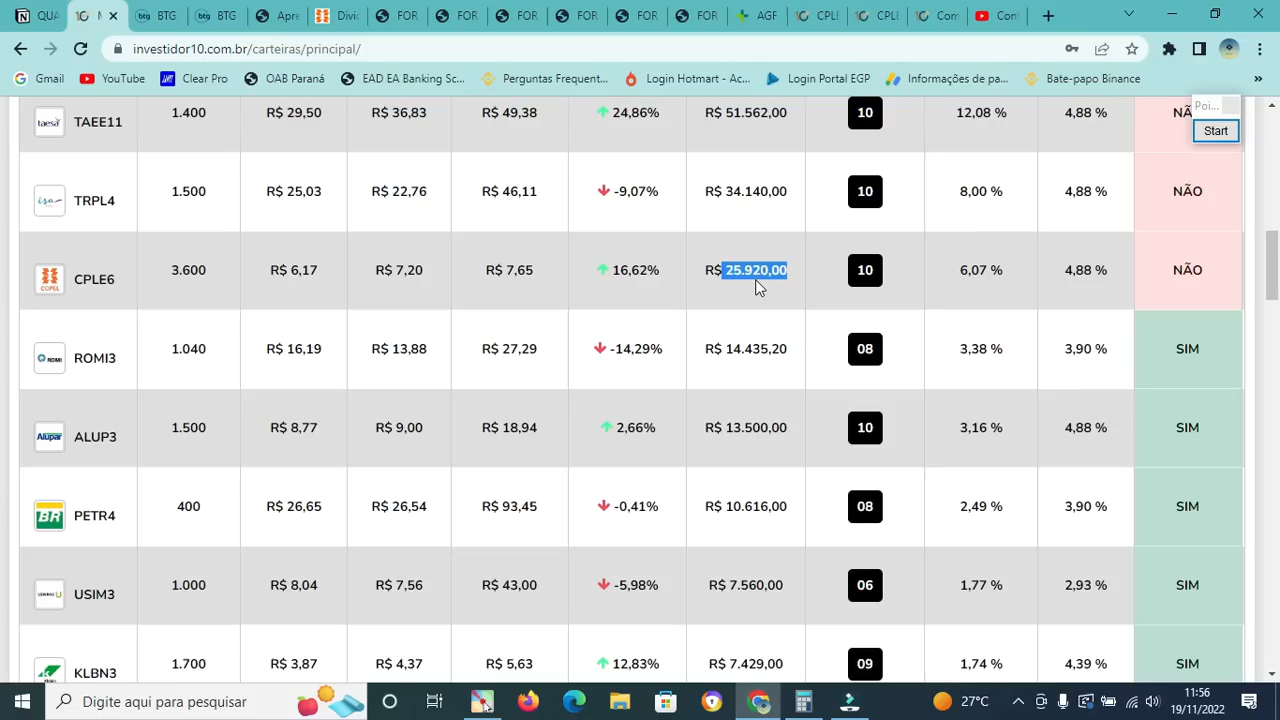 QUA
BTG
BTG
Apre
Divid
FOR
FOR
FOR
FOR
FOR
FOR
AGF
CPLE
CPLE
Com
investidor10.com.br/carteiras/principal/
Gmail
YouTube
Clear Pro
OAB Paraná
EAD EA Banking Sc...
Perguntas Frequent...
Login Hotmart - Ac...
Login Portal EGP
Informações de pa...
Bate-papo Binance
»
Poi...
Start
taesa TAEE11 1.400 R$ 29,50 R$ 36,83 R$ 49,38 24,86% R$ 51.562,00 10 12,08 % 4,88 % NÃO
TRPL4 1.500 R$ 25,03 R$ 22,76 R$ 46,11 -9,07% R$ 34.140,00 10 8,00 % 4,88 % NÃO
COPEL CPLE6 3.600 R$ 6,17 R$ 7,20 R$ 7,65 16,62% R$ 25.920,00 10 6,07 % 4,88 % NÃO
ROMI ROMI3 1.040 R$ 16,19 R$ 13,88 R$ 27,29 -14,29% R$ 14.435,20 08 3,38 % 3,90 % SIM
Alupar ALUP3 1.500 R$ 8,77 R$ 9,00 R$ 18,94 2,66% R$ 13.500,00 10 3,16 % 4,88 % SIM
BR PETR4 400 R$ 26,65 R$ 26,54 R$ 93,45 -0,41% R$ 10.616,00 08 2,49 % 3,90 % SIM
USIM3 1.000 R$ 8,04 R$ 7,56 R$ 43,00 -5,98% R$ 7.560,00 06 1,77 % 2,93 % SIM
KLBN3 1.700 R$ 3,87 R$ 4,37 R$ 5,63 12,83% R$ 7.429,00 09 1,74 % 4,39 % SIM
Digite aqui para pesquisar
27°C
11:56
19/11/2022